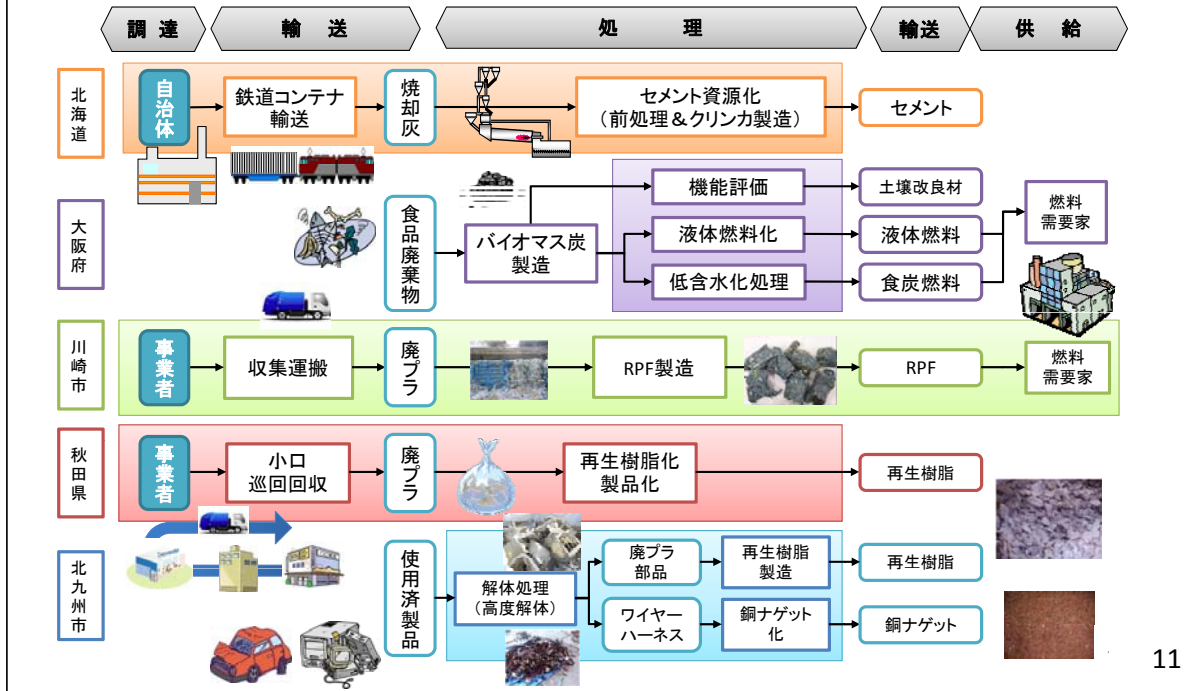 調達
輸送
処理
輸送
供給
北海道
自治体
鉄道コンテナ
輸送
焼却灰
セメント資源化
(前処理&クリンカ製造)
セメント
大阪府
食品廃棄物
バイオマス炭
製造
機能評価
土壌改良材
液体燃料化
液体燃料
低含水化処理
食炭燃料
燃料
需要家
川崎市
事業者
収集運搬
廃プラ
RPF製造
RPF
燃料
需要家
秋田県
事業者
小口
巡回回収
廃プラ
再生樹脂化
製品化
再生樹脂
北九州市
使用済製品
解体処理
(高度解体)
廃プラ
部品
再生樹脂
製造
再生樹脂
ワイヤー
ハーネス
銅ナゲット
化
銅ナゲット
11